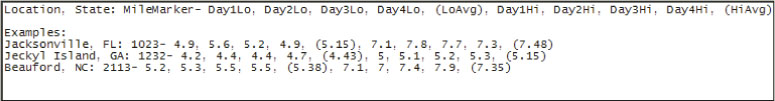 Location, State: MileMarker- Day1Lo, Day2Lo, Day3Lo, Day4Lo, (LoAvg), Day1Hi, Day2Hi, Day3Hi, Day4Hi, (HiAvg)
Examples:
Jacksonville, FL: 1023- 4.9, 5.6, 5.2, 4.9, (5.15), 7.1, 7.8, 7.7, 7.3, (7.48)
Jeckyl Island, GA: 1232- 4.2, 4.4, 4.4, 4.7, (4.43), 5, 5.1, 5.2, 5.3, (5.15)
Beauford, NC: 2113- 5.2, 5.3, 5.5, 5.5, (5.38), 7.1, 7, 7.4, 7.9, (7.35)